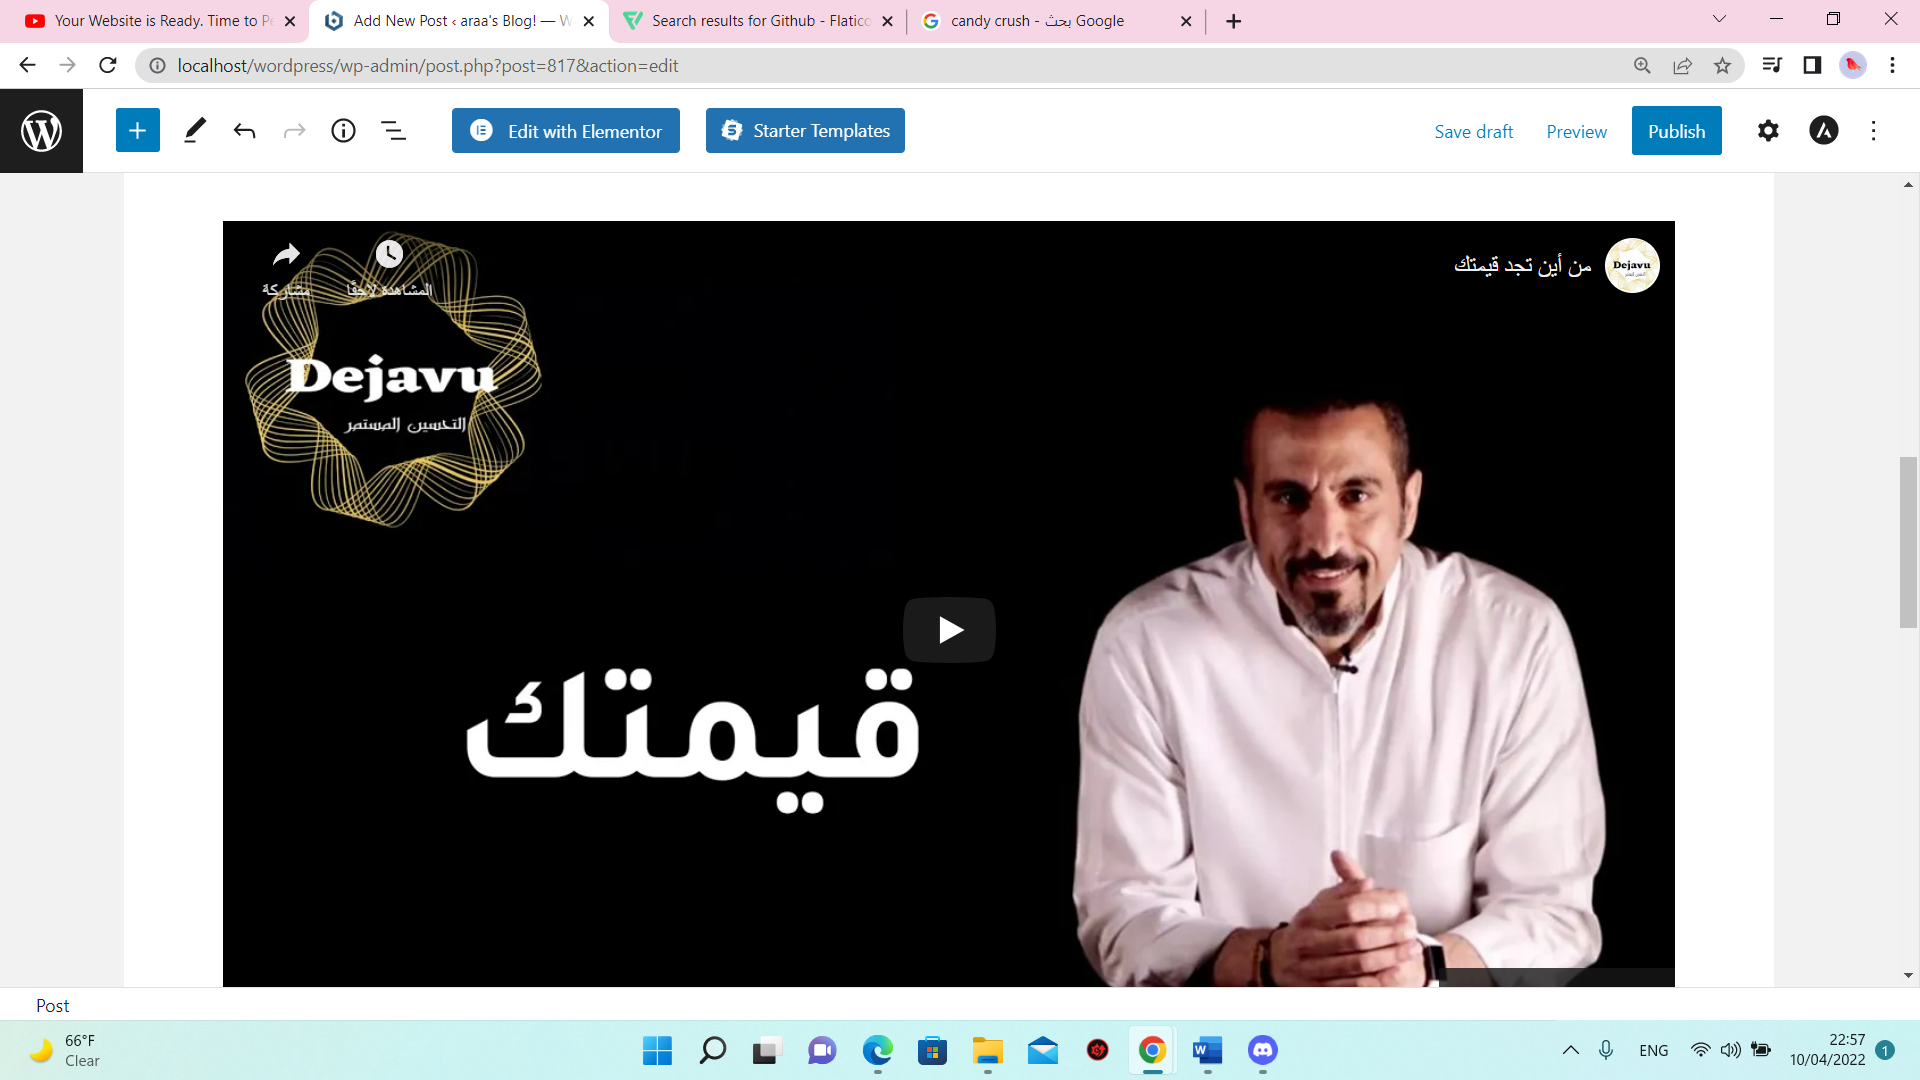 Your Website is Ready. Time to Pe
Add New Post ‹ araa's Blog! — W
Search results for Github - Flatico
candy crush - بحث Google
localhost/wordpress/wp-admin/post.php?post=817&action=edit
Edit with Elementor
Starter Templates
Save draft
Preview
Publish
مشاركة
المشاهدة لاحقًا
من أين تجد قيمتك
Dejavu
Dejavu
التحسين المستمر
قيمتك
Post
66°F
Clear
ENG
22:57
10/04/2022
1